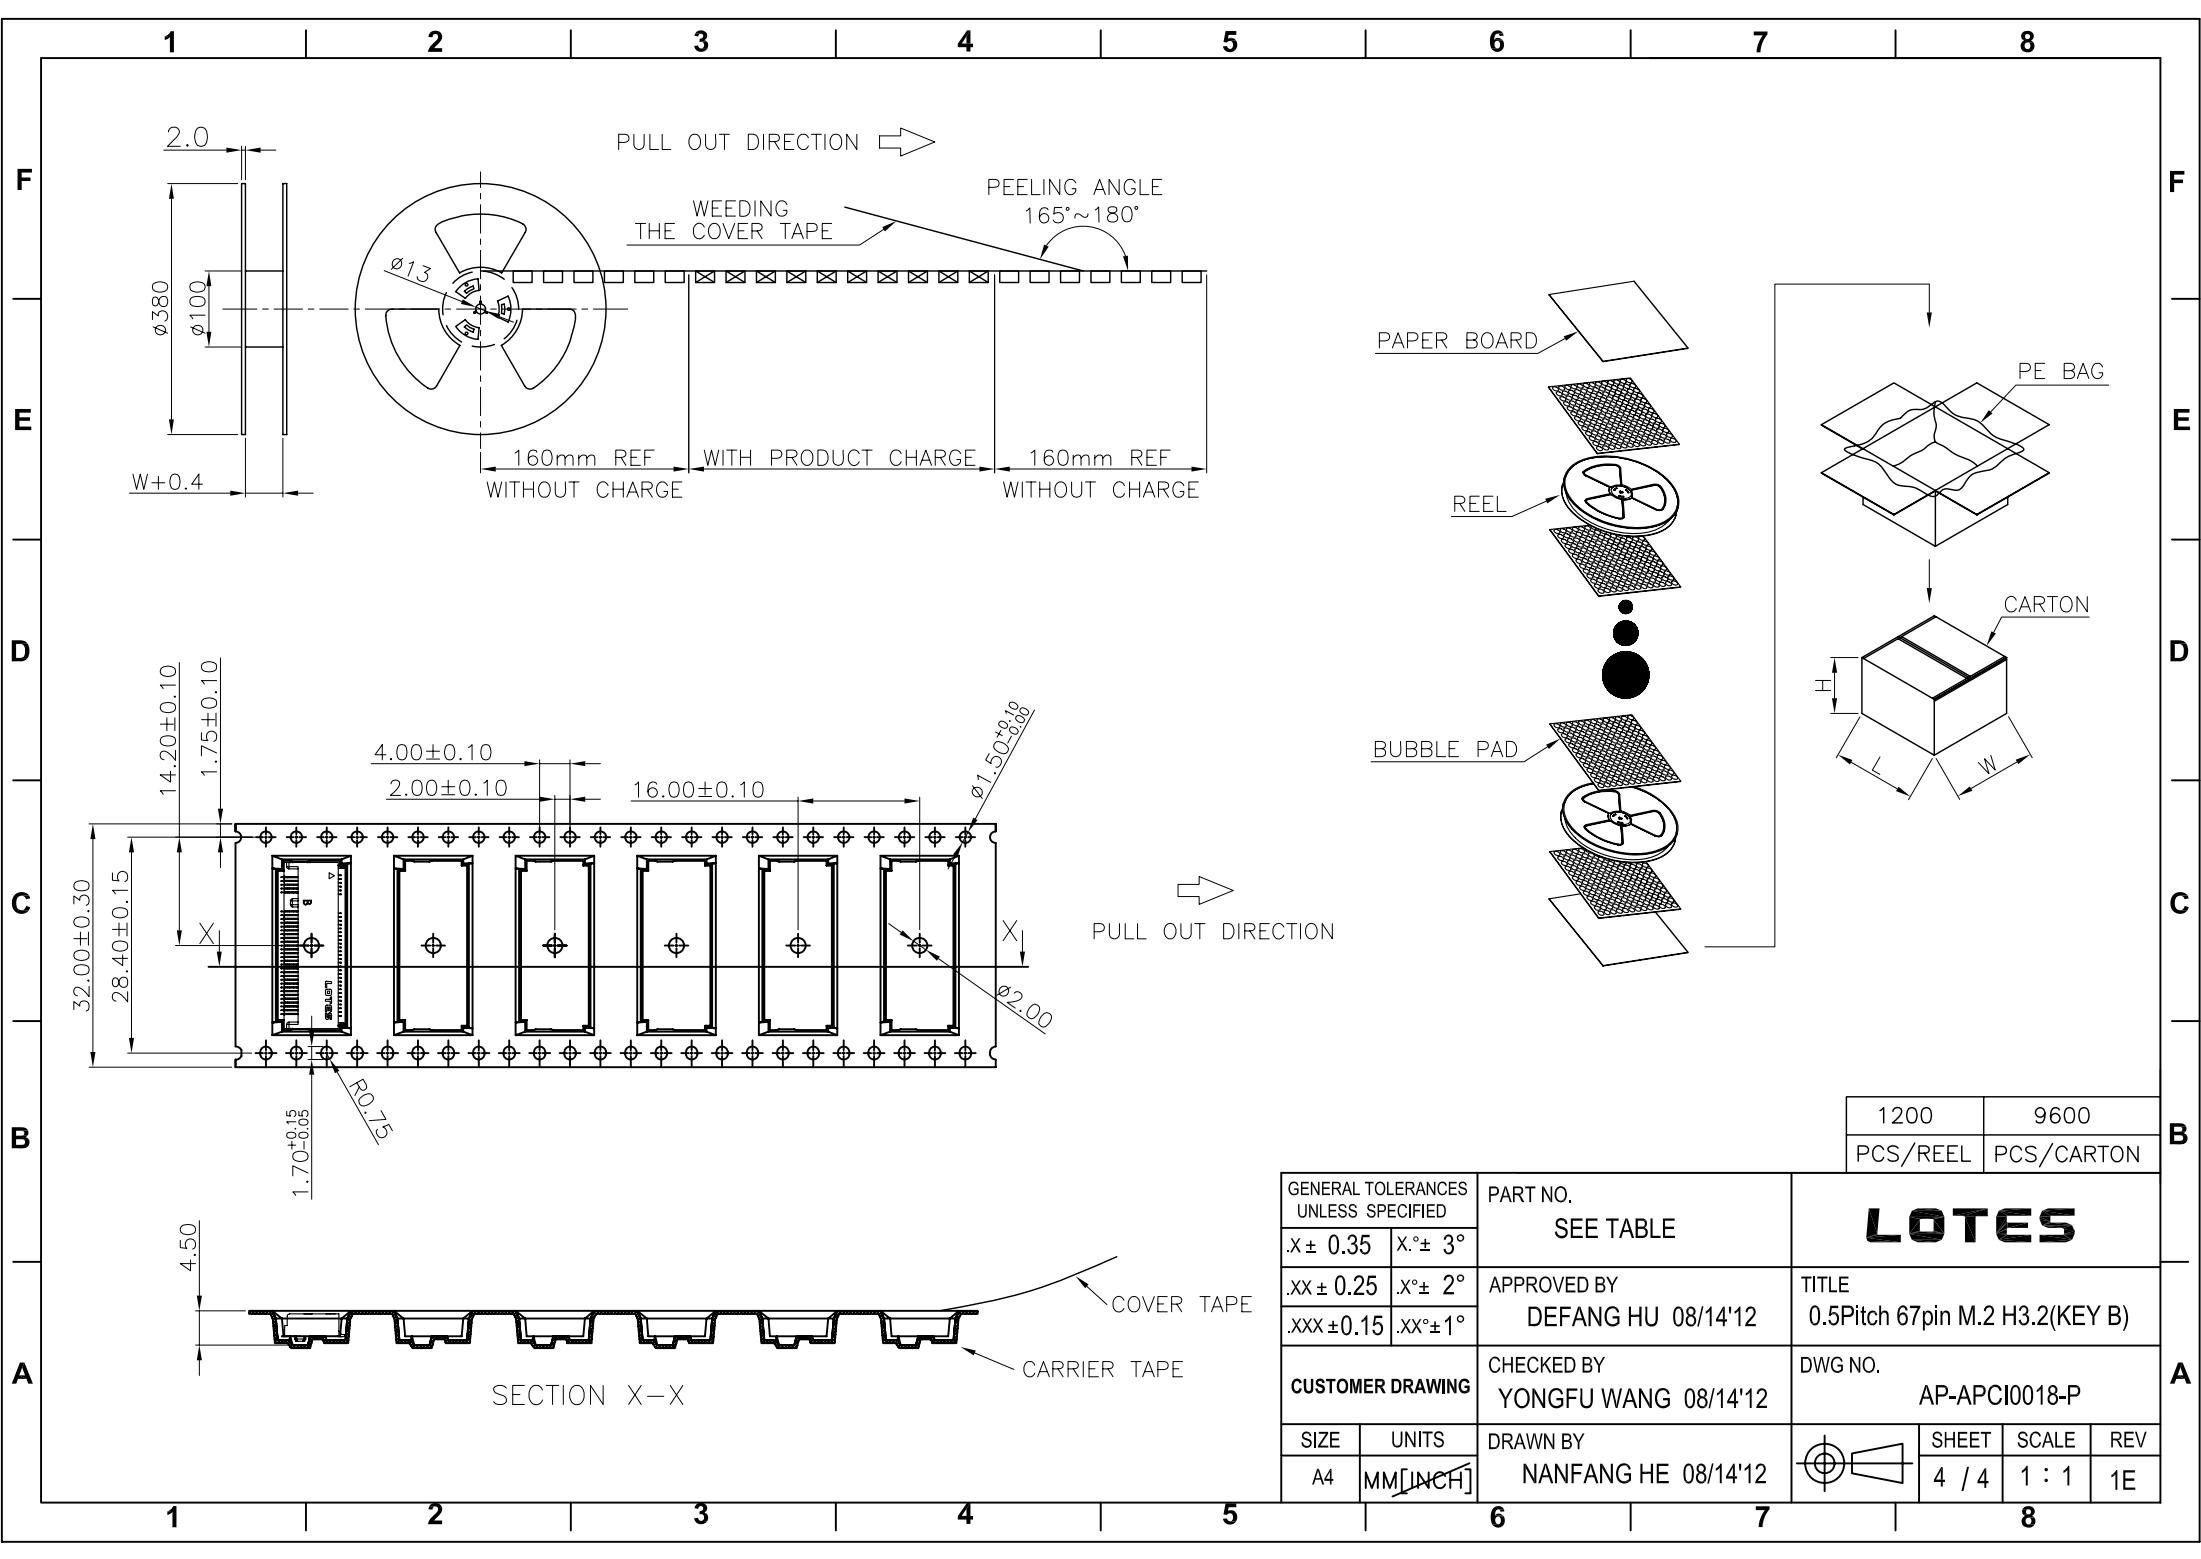 1 2 3 4 5 6 7 8
F
F
E
E
D
D
C
C
B
B
A
A
2.0
PULL OUT DIRECTION
PEELING ANGLE
165°~180°
WEEDING
THE COVER TAPE
ø13
ø380
ø100
W+0.4
160mm REF
WITHOUT CHARGE
WITH PRODUCT CHARGE
160mm REF
WITHOUT CHARGE
PAPER BOARD
REEL
BUBBLE PAD
PE BAG
CARTON
H
L
W
14.20±0.10
1.75±0.10
4.00±0.10
2.00±0.10
16.00±0.10
ø1.50+0.10-0.00
32.00±0.30
28.40±0.15
X
X
B
LOTES
ø2.00
R0.75
1.70+0.15-0.05
PULL OUT DIRECTION
4.50
COVER TAPE
CARRIER TAPE
SECTION X-X
1200 9600
PCS/REEL PCS/CARTON
GENERAL TOLERANCES
UNLESS SPECIFIED
.X± 0.35 X.°± 3°
.XX± 0.25 .X°± 2°
.XXX±0.15 .XX°±1°
CUSTOMER DRAWING
SIZE UNITS
A4 MM[INCH]
PART NO.
SEE TABLE
APPROVED BY
DEFANG HU 08/14'12
CHECKED BY
YONGFU WANG 08/14'12
DRAWN BY
NANFANG HE 08/14'12
LOTES
TITLE
0.5Pitch 67pin M.2 H3.2(KEY B)
DWG NO.
AP-APCI0018-P
SHEET SCALE REV
4 / 4 1 : 1 1E
1 2 3 4 5 6 7 8